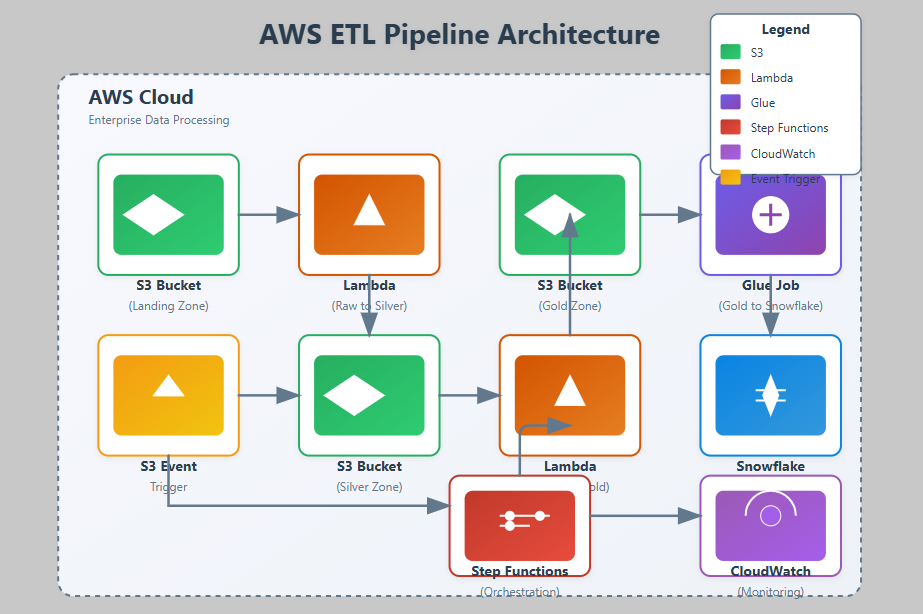 AWS ETL Pipeline Architecture
Legend
S3
Lambda
Glue
Step Functions
CloudWatch
Event Trigger
AWS Cloud
Enterprise Data Processing
S3 Bucket
(Landing Zone)
Lambda
(Raw to Silver)
S3 Bucket
(Gold Zone)
Glue Job
(Gold to Snowflake)
S3 Event
Trigger
S3 Bucket
(Silver Zone)
Lambda
Snowflake
Step Functions
(Orchestration)
CloudWatch
(Monitoring)